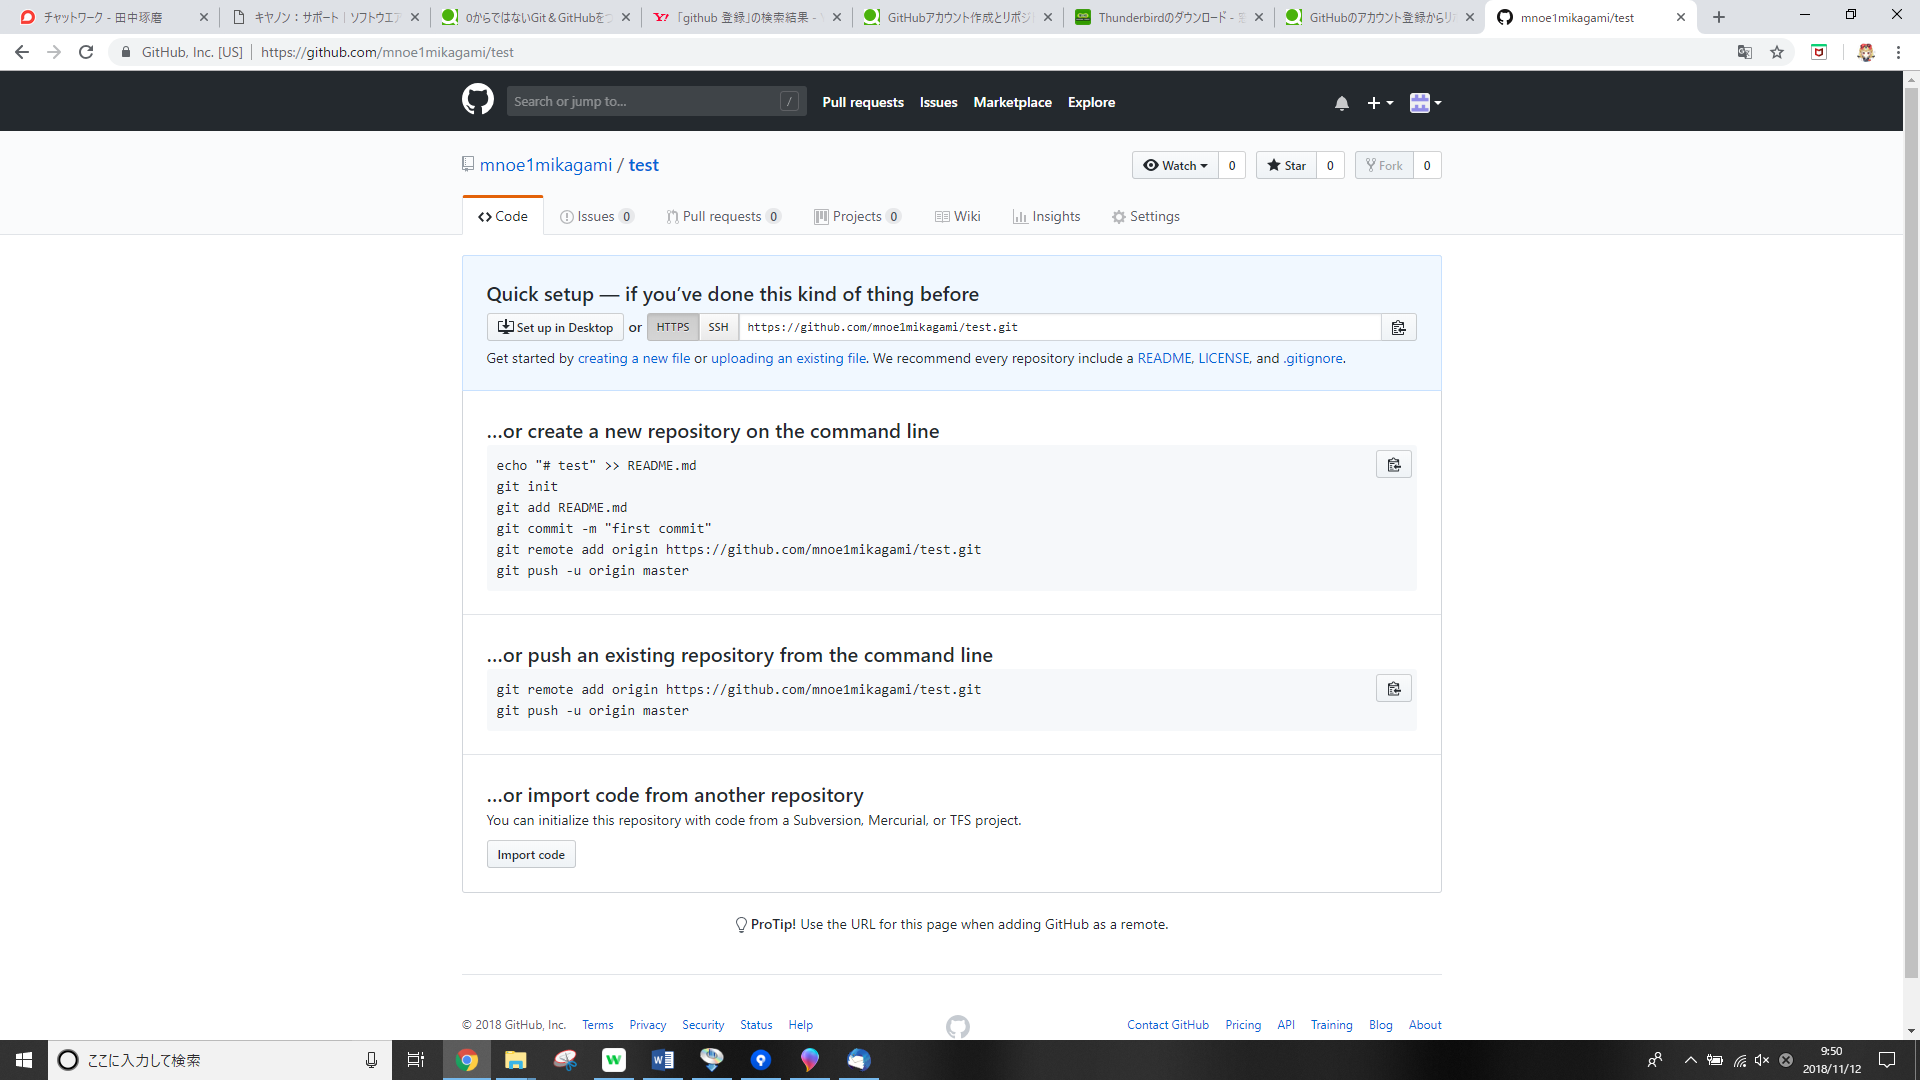 チャットワーク - 田中琢磨
キヤノン：サポート｜ソフトウエア
0からではないGit＆GitHubをつ
「github 登録」の検索結果 -
GitHubアカウント作成とリポジ
Thunderbirdのダウンロード -
GitHubのアカウント登録からリポ
mnoe1mikagami/test
GitHub, Inc. [US]
https://github.com/mnoe1mikagami/test
Search or jump to...
/
Pull requests
Issues
Marketplace
Explore
mnoe1mikagami / test
Watch
0
Star
0
Fork
0
Code
Issues 0
Pull requests 0
Projects 0
Wiki
Insights
Settings
Quick setup — if you’ve done this kind of thing before
Set up in Desktop or HTTPS SSH https://github.com/mnoe1mikagami/test.git
Get started by creating a new file or uploading an existing file. We recommend every repository include a README, LICENSE, and .gitignore.
…or create a new repository on the command line
echo "# test" >> README.md
git init
git add README.md
git commit -m "first commit"
git remote add origin https://github.com/mnoe1mikagami/test.git
git push -u origin master
…or push an existing repository from the command line
git remote add origin https://github.com/mnoe1mikagami/test.git
git push -u origin master
…or import code from another repository
You can initialize this repository with code from a Subversion, Mercurial, or TFS project.
Import code
ProTip! Use the URL for this page when adding GitHub as a remote.
© 2018 GitHub, Inc.
Terms
Privacy
Security
Status
Help
Contact GitHub
Pricing
API
Training
Blog
About
ここに入力して検索
9:50
2018/11/12